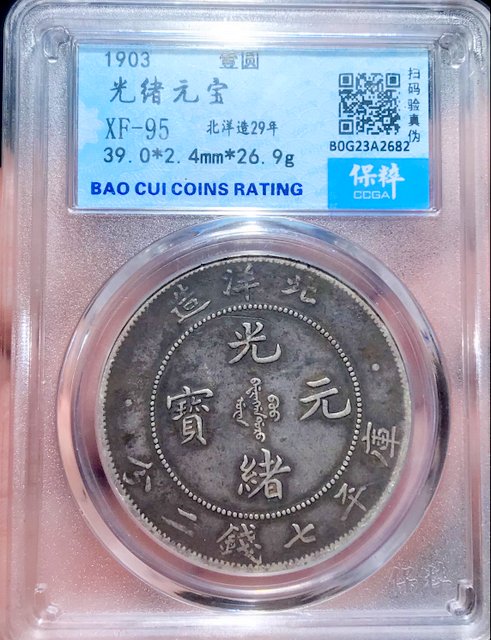 1903 壹圆
光绪元宝
XF-95 北洋造29年
39.0*2.4mm*26.9g
BAO CUI COINS RATING
扫码验真伪
B0G23A2682
保粹
CCGA
造洋北
光
元
寶
緒
庫平七錢二分